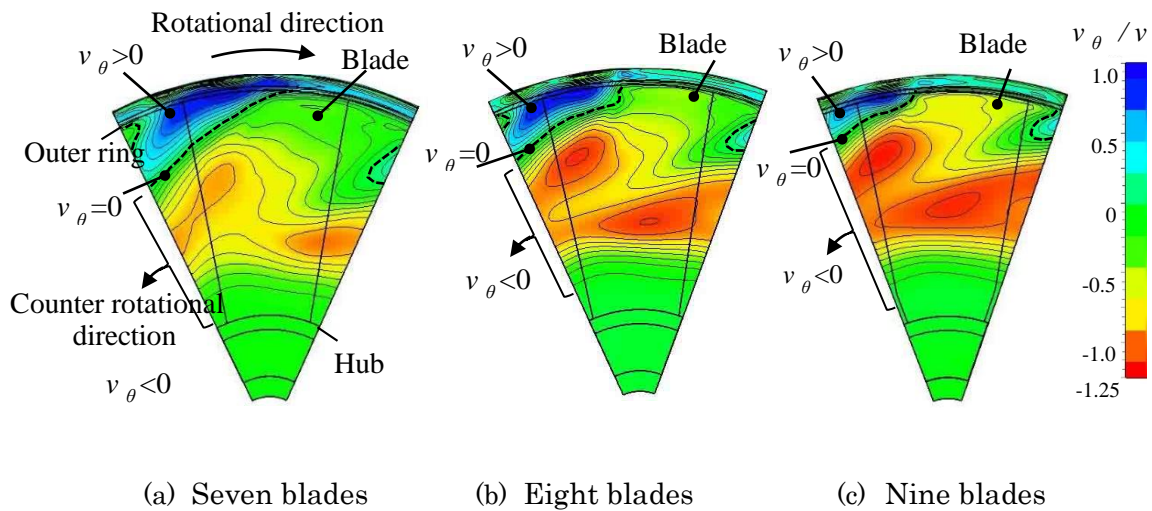 Rotational direction
v θ>0
Blade
Outer ring
v θ=0
Counter rotational
direction
v θ<0
Hub
v θ>0
Blade
v θ=0
v θ<0
v θ>0
Blade
v θ=0
v θ<0
v θ / v
1.0
0.5
0
-0.5
-1.0
-1.25
(a) Seven blades
(b) Eight blades
(c) Nine blades